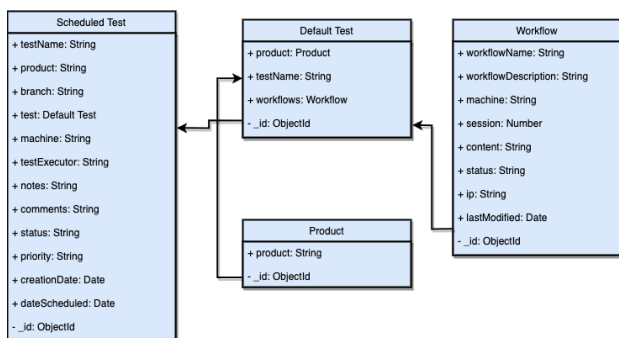 Scheduled Test
+ testName: String
+ product: String
+ branch: String
+ test: Default Test
+ machine: String
+ testExecutor: String
+ notes: String
+ comments: String
+ status: String
+ priority: String
+ creationDate: Date
+ dateScheduled: Date
- _id: ObjectId
Default Test
+ product: Product
+ testName: String
+ workflows: Workflow
- _id: ObjectId
Product
+ product: String
- _id: ObjectId
Workflow
+ workflowName: String
+ workflowDescription: String
+ machine: String
+ session: Number
+ content: String
+ status: String
+ ip: String
+ lastModified: Date
- _id: ObjectId